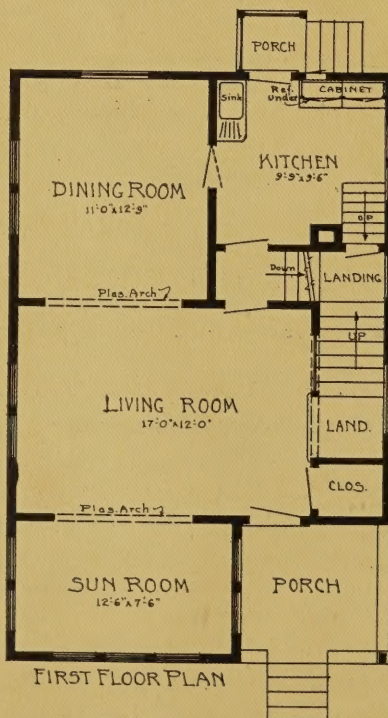 PORCH
Sink
Ref.
Under
CABINET
KITCHEN
9'-9"x9'-6"
DINING ROOM
11'-0"x12'-9"
UP
Down
LANDING
Plas. Arch
UP
LIVING ROOM
17'-0"x12'-0"
LAND.
CLOS.
Plas. Arch
SUN ROOM
12'-6"x7'-6"
PORCH
FIRST FLOOR PLAN